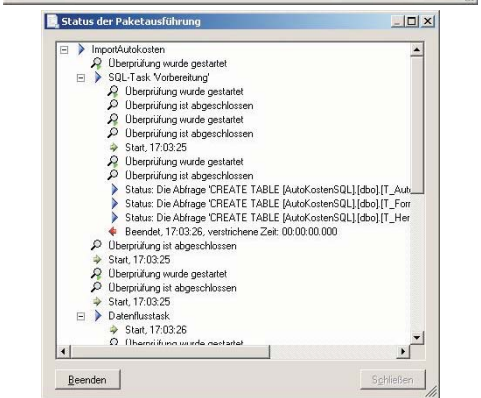 Status der Paketausführung
ImportAutokosten
Überprüfung wurde gestartet
SQL-Task 'Vorbereitung'
Überprüfung wurde gestartet
Überprüfung ist abgeschlossen
Überprüfung wurde gestartet
Überprüfung ist abgeschlossen
Start, 17:03:25
Überprüfung wurde gestartet
Überprüfung ist abgeschlossen
Status: Die Abfrage 'CREATE TABLE [AutoKostenSQL].[dbo].[T_Aut
Status: Die Abfrage 'CREATE TABLE [AutoKostenSQL].[dbo].[T_For
Status: Die Abfrage 'CREATE TABLE [AutoKostenSQL].[dbo].[T_Her
Beendet, 17:03:26, verstrichene Zeit: 00:00:00.000
Überprüfung ist abgeschlossen
Start, 17:03:25
Überprüfung wurde gestartet
Überprüfung ist abgeschlossen
Start, 17:03:25
Datenflusstask
Start, 17:03:26
Überprüfung wurde gestartet
Beenden
Schließen